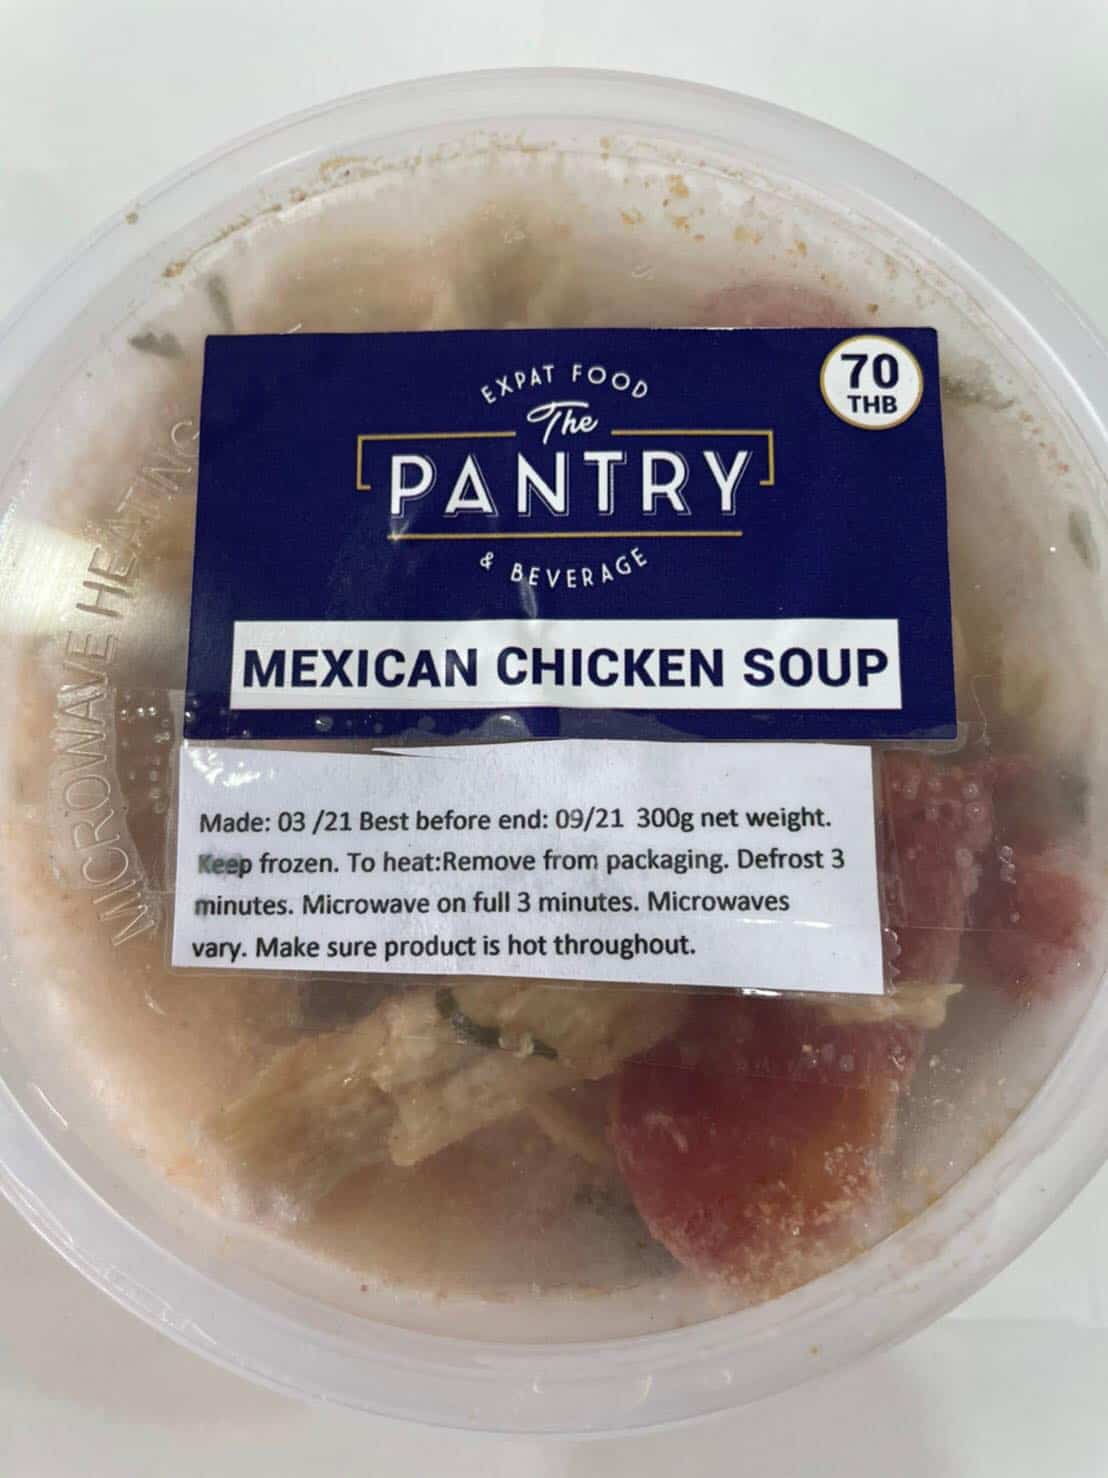 EXPAT FOOD
The
PANTRY
& BEVERAGE
70
THB
MEXICAN CHICKEN SOUP
Made: 03 /21 Best before end: 09/21 300g net weight.
Keep frozen. To heat:Remove from packaging. Defrost 3
minutes. Microwave on full 3 minutes. Microwaves
vary. Make sure product is hot throughout.
MICROWAVE HEATING